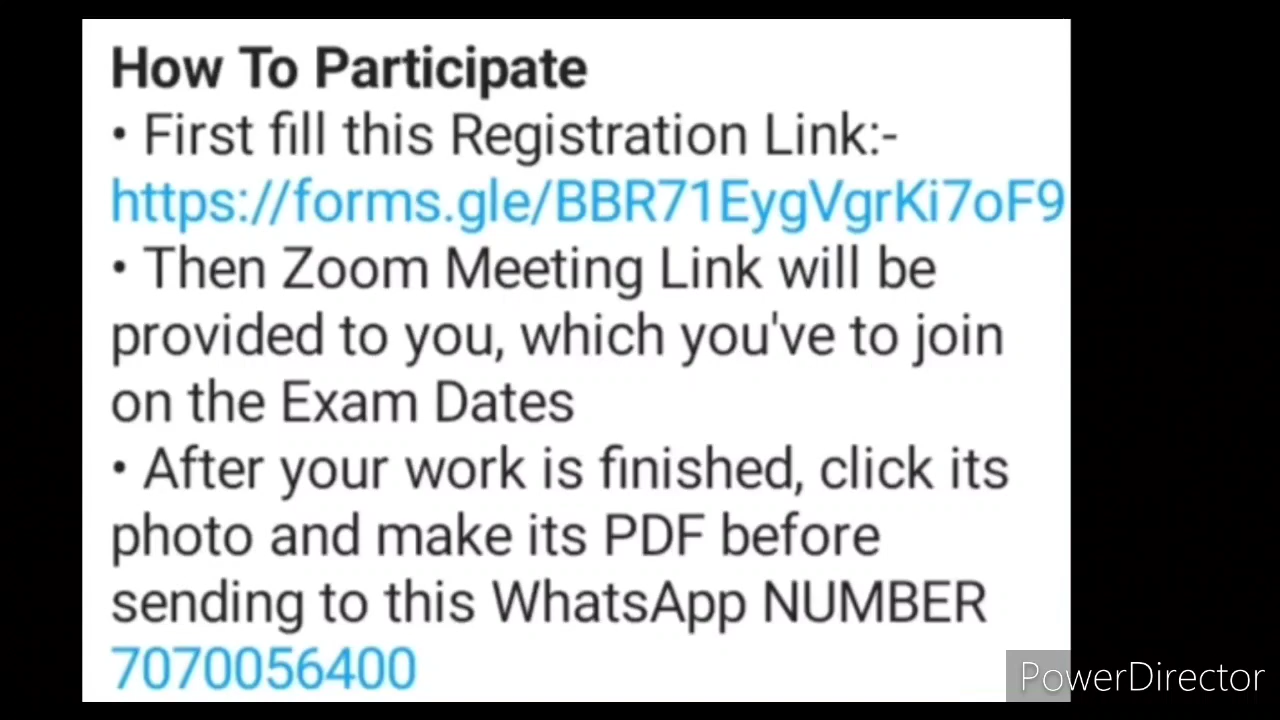 How To Participate
• First fill this Registration Link:-
https://forms.gle/BBR71EygVgrKi7oF9
• Then Zoom Meeting Link will be
provided to you, which you've to join
on the Exam Dates
• After your work is finished, click its
photo and make its PDF before
sending to this WhatsApp NUMBER
7070056400
PowerDirector